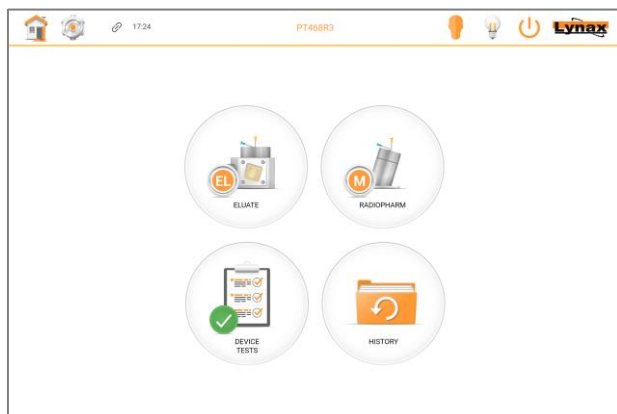 17:24
PT468R3
Lynax
EL
ELUATE
M
RADIOPHARM
DEVICE
TESTS
HISTORY